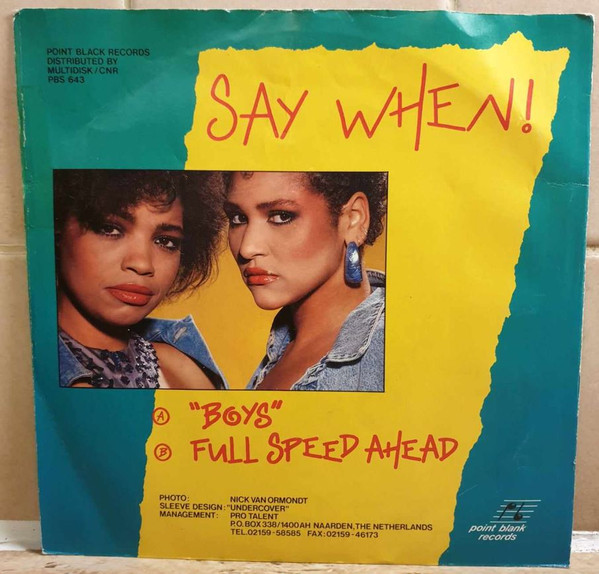 POINT BLACK RECORDS
DISTRIBUTED BY
MULTIDISK / CNR
PBS 643
SAY WHEN!
A "BOYS"
B FULL SPEED AHEAD
PHOTO: NICK VAN ORMONDT
SLEEVE DESIGN: "UNDERCOVER"
MANAGEMENT: PRO TALENT
P.O. BOX 338/1400 AH NAARDEN, THE NETHERLANDS
TEL. 02159-58585 FAX: 02159-46173
point blank
records